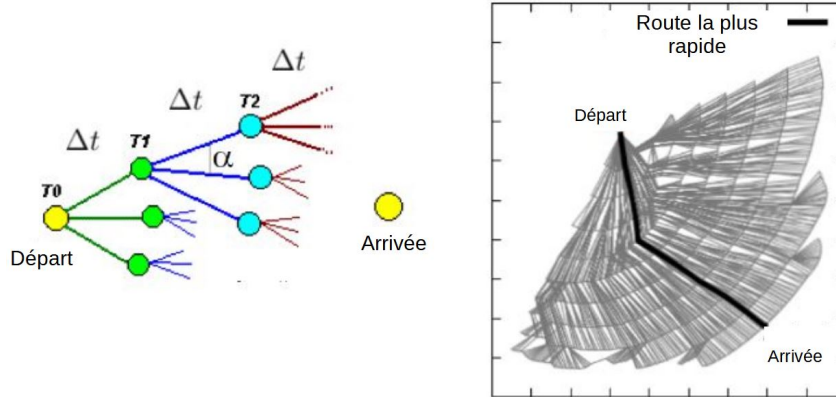 Δt
Δt
T2
Δt
T1
α
T0
Départ
Arrivée
Route la plus
rapide
Départ
Arrivée